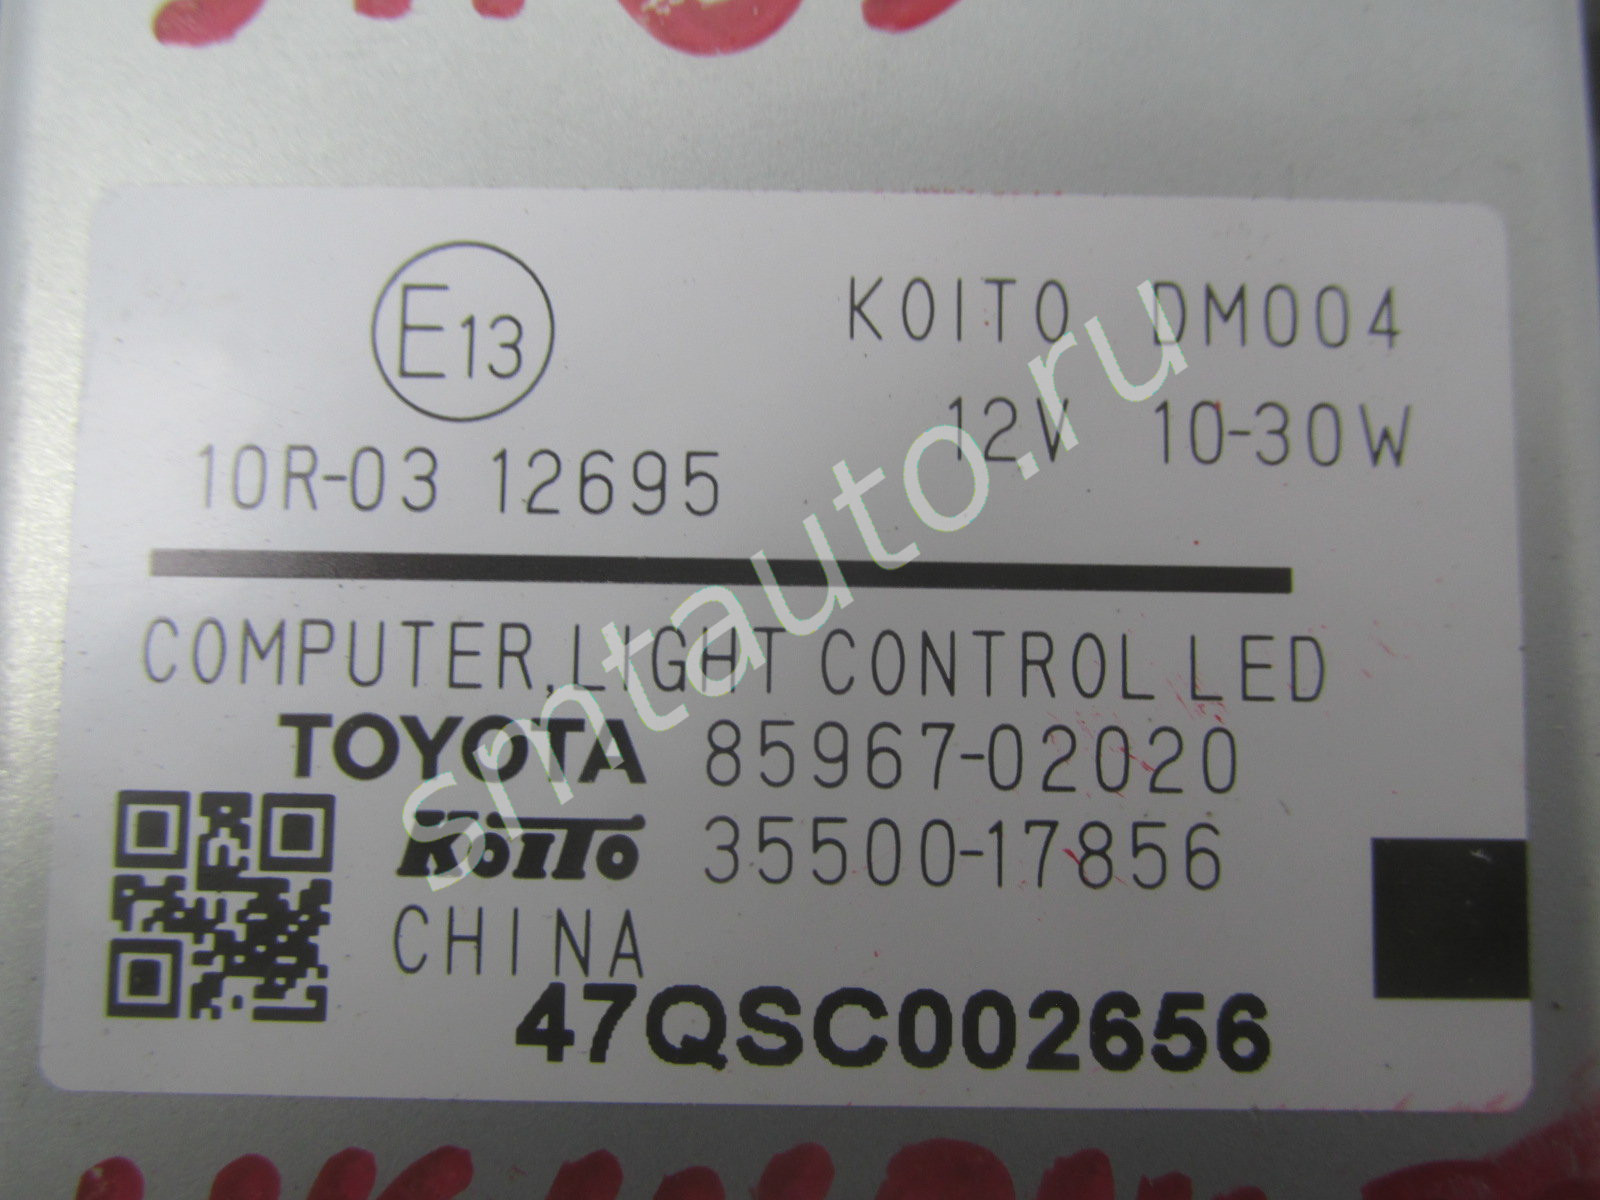 E13
KOITO DM004
12V 10-30W
10R-03 12695
COMPUTER,LIGHT CONTROL LED
TOYOTA 85967-02020
KOITO 35500-17856
CHINA
47QSC002656
smtauto.ru